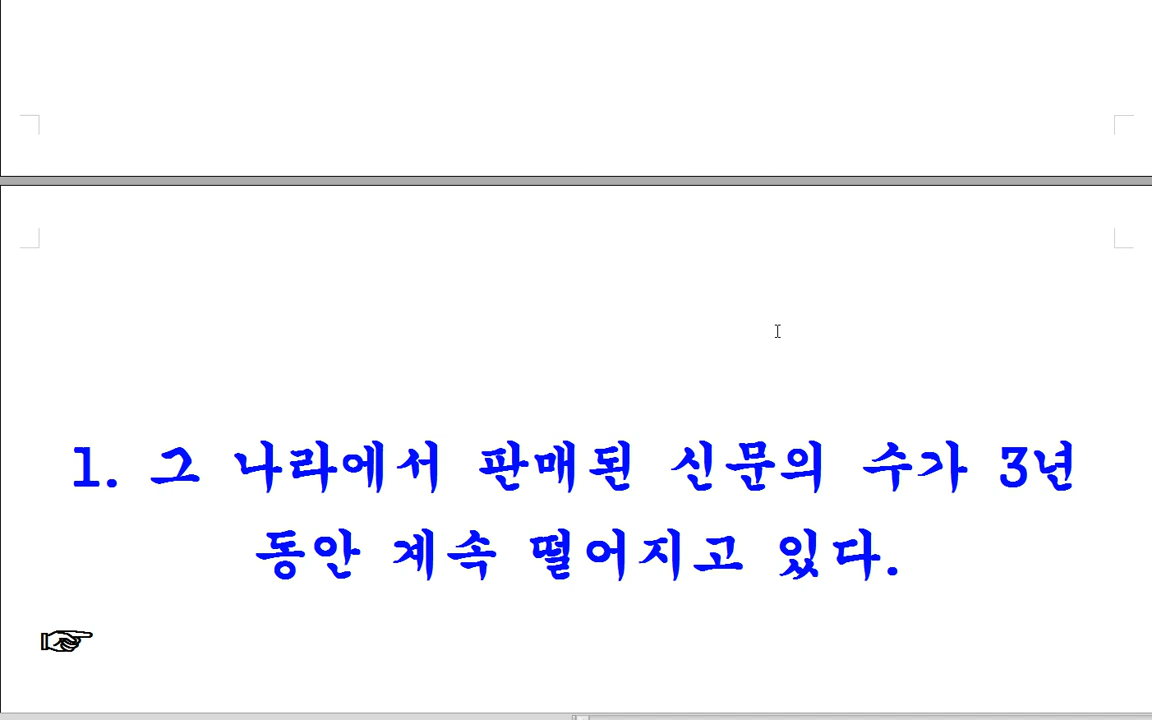 1. 그 나라에서 판매된 신문의 수가 3년
동안 계속 떨어지고 있다.
☞